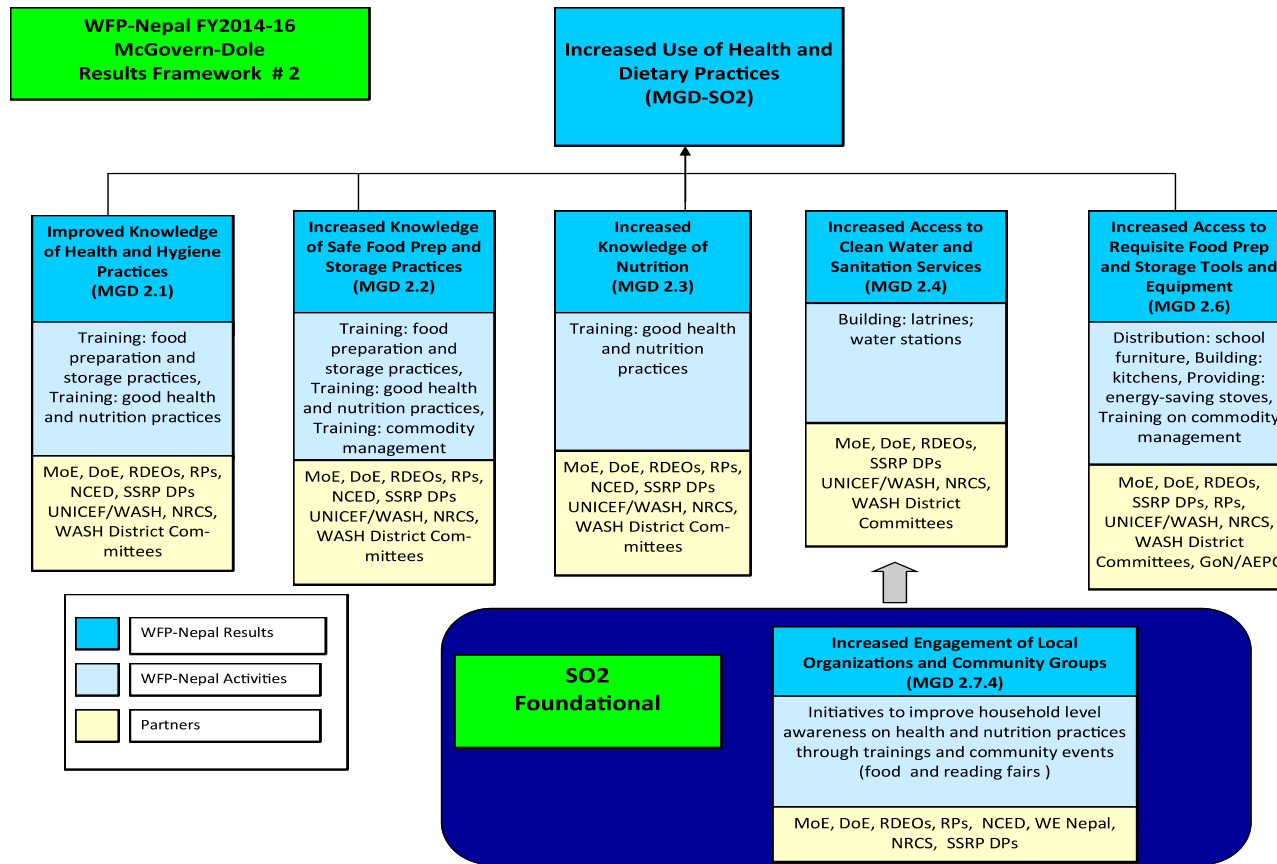 WFP-Nepal FY2014-16
McGovern-Dole
Results Framework # 2
Increased Use of Health and
Dietary Practices
(MGD-SO2)
Improved Knowledge
of Health and Hygiene
Practices
(MGD 2.1)
Training: food
preparation and
storage practices,
Training: good health
and nutrition practices
MoE, DoE, RDEOs, RPs,
NCED, SSRP DPs
UNICEF/WASH, NRCS,
WASH District Com-
mittees
Increased Knowledge
of Safe Food Prep and
Storage Practices
(MGD 2.2)
Training: food
preparation and
storage practices,
Training: good health
and nutrition practices,
Training: commodity
management
MoE, DoE, RDEOs, RPs,
NCED, SSRP DPs
UNICEF/WASH, NRCS,
WASH District Com-
mittees
Increased
Knowledge of
Nutrition
(MGD 2.3)
Training: good health
and nutrition
practices
MoE, DoE, RDEOs, RPs,
NCED, SSRP DPs
UNICEF/WASH, NRCS,
WASH District Com-
mittees
Increased Access to
Clean Water and
Sanitation Services
(MGD 2.4)
Building: latrines;
water stations
MoE, DoE, RDEOs,
SSRP DPs
UNICEF/WASH, NRCS,
WASH District
Committees
Increased Access to
Requisite Food Prep
and Storage Tools and
Equipment
(MGD 2.6)
Distribution: school
furniture, Building:
kitchens, Providing:
energy-saving stoves,
Training on commodity
management
MoE, DoE, RDEOs,
SSRP DPs, RPs,
UNICEF/WASH, NRCS,
WASH District
Committees, GoN/AEPC
WFP-Nepal Results
WFP-Nepal Activities
Partners
SO2
Foundational
Increased Engagement of Local
Organizations and Community Groups
(MGD 2.7.4)
Initiatives to improve household level
awareness on health and nutrition practices
through trainings and community events
(food and reading fairs )
MoE, DoE, RDEOs, RPs, NCED, WE Nepal,
NRCS, SSRP DPs